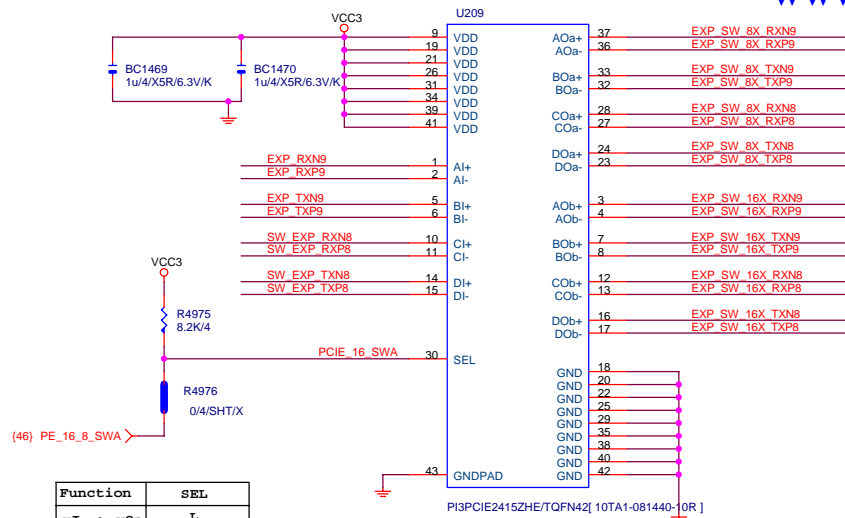 U209
VCC3
BC1469
1u/4/X5R/6.3V/K
BC1470
1u/4/X5R/6.3V/K
9 VDD
19 VDD
21 VDD
26 VDD
31 VDD
34 VDD
39 VDD
41 VDD
AOa+ 37 EXP_SW_8X_RXN9
AOa- 36 EXP_SW_8X_RXP9
BOa+ 33 EXP_SW_8X_TXN9
BOa- 32 EXP_SW_8X_TXP9
COa+ 28 EXP_SW_8X_RXN8
COa- 27 EXP_SW_8X_RXP8
DOa+ 24 EXP_SW_8X_TXN8
DOa- 23 EXP_SW_8X_TXP8
EXP_RXN9 1 AI+
EXP_RXP9 2 AI-
EXP_TXN9 5 BI+
EXP_TXP9 6 BI-
SW_EXP_RXN8 10 CI+
SW_EXP_RXP8 11 CI-
SW_EXP_TXN8 14 DI+
SW_EXP_TXP8 15 DI-
AOb+ 3 EXP_SW_16X_RXN9
AOb- 4 EXP_SW_16X_RXP9
BOb+ 7 EXP_SW_16X_TXN9
BOb- 8 EXP_SW_16X_TXP9
COb+ 12 EXP_SW_16X_RXN8
COb- 13 EXP_SW_16X_RXP8
DOb+ 16 EXP_SW_16X_TXN8
DOb- 17 EXP_SW_16X_TXP8
VCC3
R4975
8.2K/4
PCIE_16_SWA 30 SEL
R4976
0/4/SHT/X
{46} PE_16_8_SWA
GND 18
GND 20
GND 22
GND 25
GND 29
GND 35
GND 38
GND 40
GND 42
43 GNDPAD
PI3PCIE2415ZHE/TQFN42[ 10TA1-081440-10R ]
Function SEL